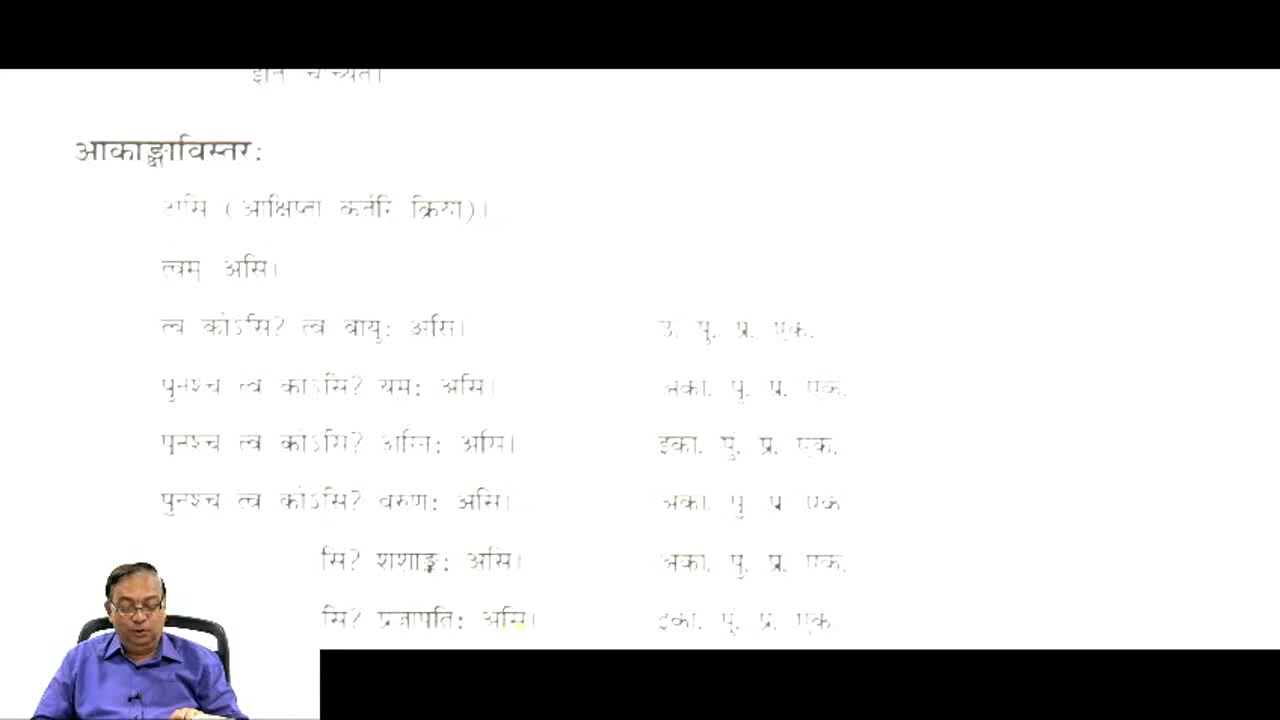 आकाङ्क्षाविस्तरः
असि (आक्षिप्ता कर्तरि क्रिया)।
त्वम् असि।
त्वं कोऽसि? त्वं वायुः असि। उ. पुं. प्र. एक.
पुनश्च त्वं कोऽसि? यमः असि। अका. पुं. प्र. एक.
पुनश्च त्वं कोऽसि? अग्निः असि। इका. पुं. प्र. एक.
पुनश्च त्वं कोऽसि? वरुणः असि। अका. पुं. प्र. एक
सि? शशाङ्कः असि। अका. पुं. प्र. एक.
सि? प्रजापतिः असि। इका. पुं. प्र. एक